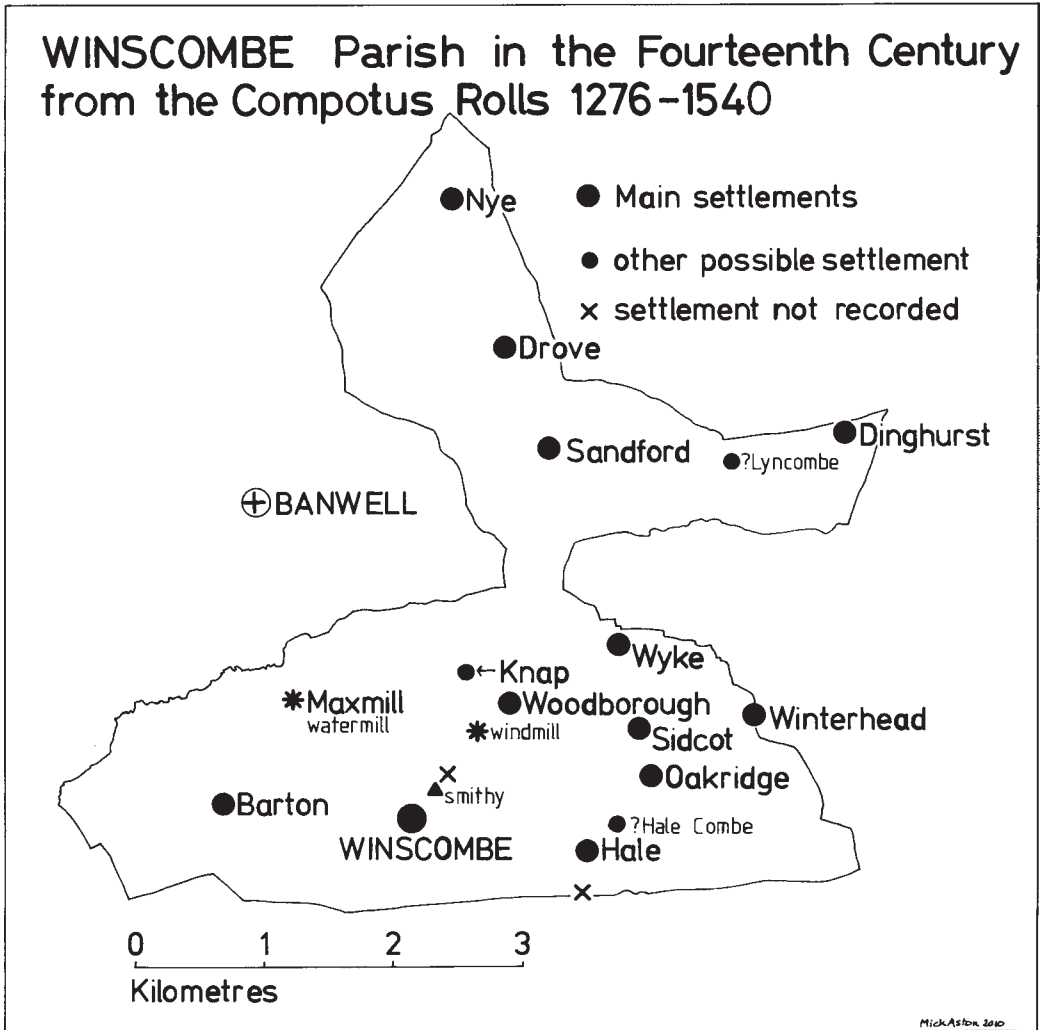 WINSCOMBE Parish in the Fourteenth Century
from the Compotus Rolls 1276-1540
Nye
Main settlements
other possible settlement
× settlement not recorded
Drove
Sandford
Dinghurst
?Lyncombe
BANWELL
Wyke
←Knap
Maxmill
watermill
Woodborough
windmill
Winterhead
Sidcot
Oakridge
smithy
Barton
?Hale Combe
WINSCOMBE
Hale
0 1 2 3
Kilometres
Mick Aston 2010